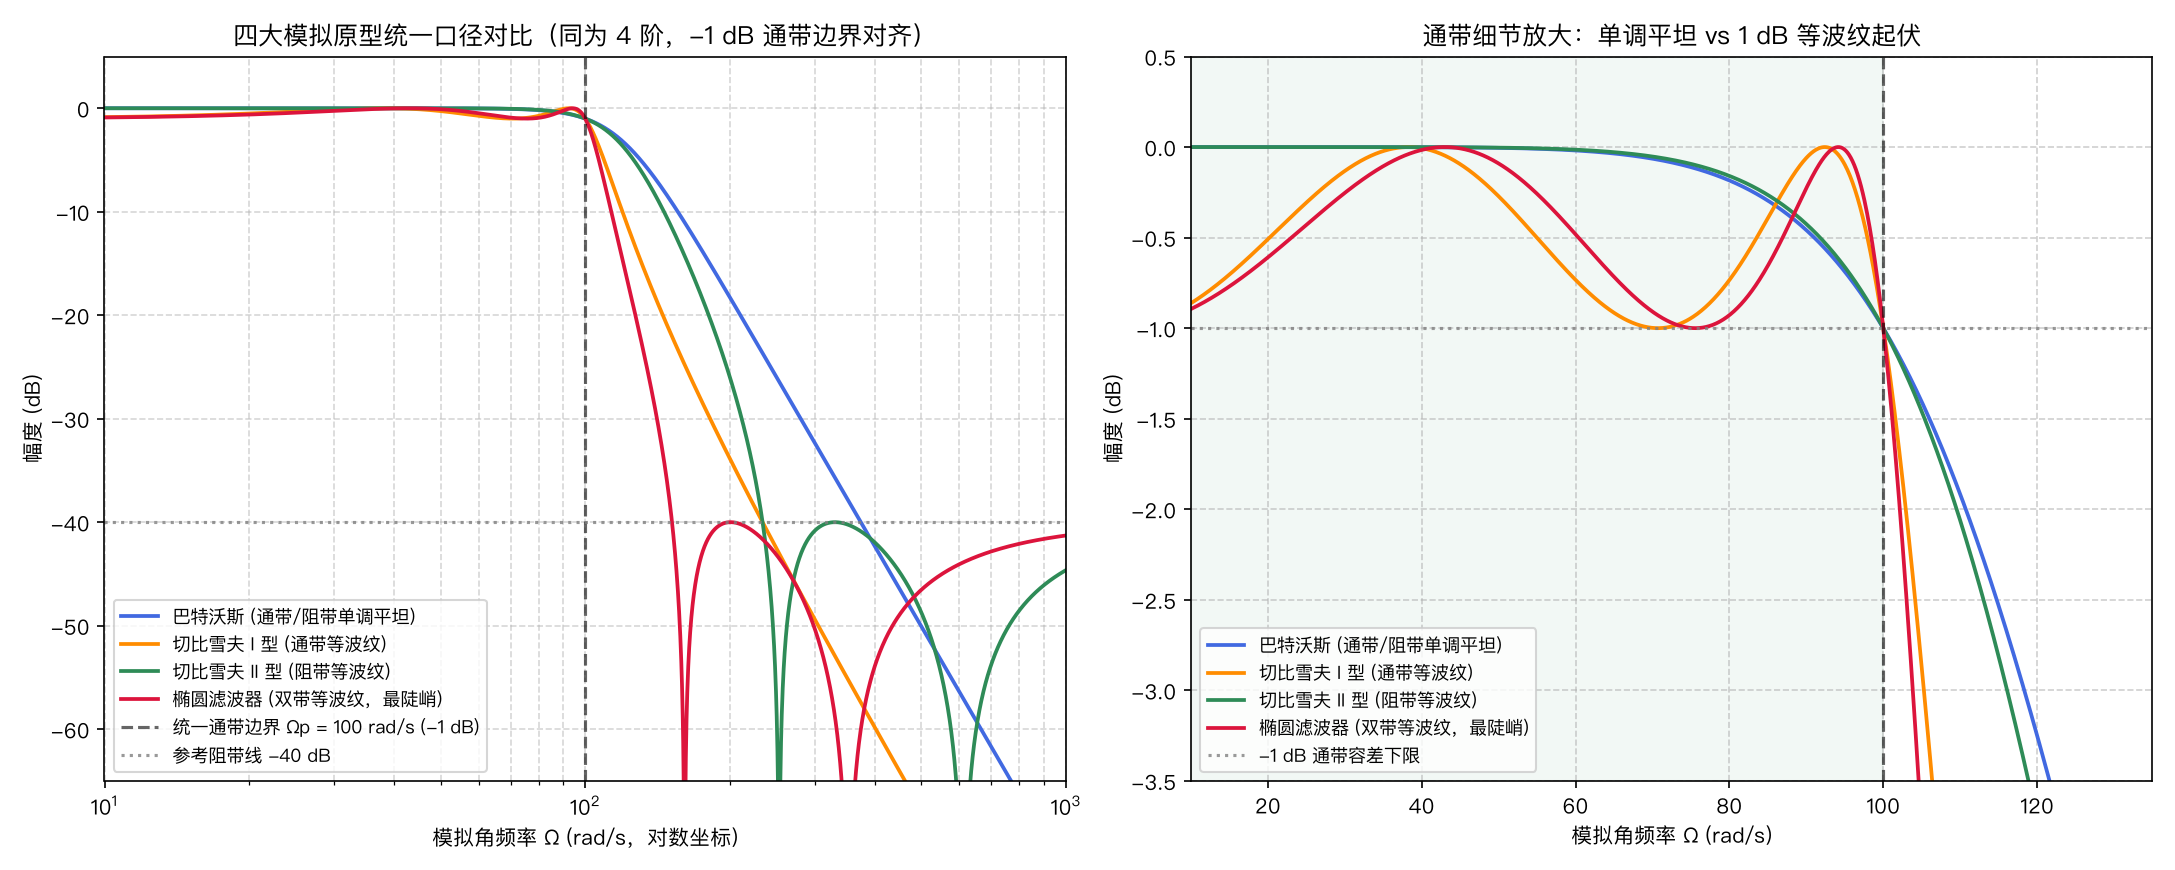 四大模拟原型统一口径对比（同为 4 阶，–1 dB 通带边界对齐）
幅度 (dB)
0
–10
–20
–30
–40
–50
–60
巴特沃斯 (通带/阻带单调平坦)
切比雪夫 I 型 (通带等波纹)
切比雪夫 II 型 (阻带等波纹)
椭圆滤波器 (双带等波纹，最陡峭)
统一通带边界 Ωp = 100 rad/s (–1 dB)
参考阻带线 –40 dB
10¹ 10² 10³
模拟角频率 Ω (rad/s，对数坐标)
通带细节放大：单调平坦 vs 1 dB 等波纹起伏
幅度 (dB)
0.5
0.0
–0.5
–1.0
–1.5
–2.0
–2.5
–3.0
–3.5
巴特沃斯 (通带/阻带单调平坦)
切比雪夫 I 型 (通带等波纹)
切比雪夫 II 型 (阻带等波纹)
椭圆滤波器 (双带等波纹，最陡峭)
–1 dB 通带容差下限
20 40 60 80 100 120
模拟角频率 Ω (rad/s)